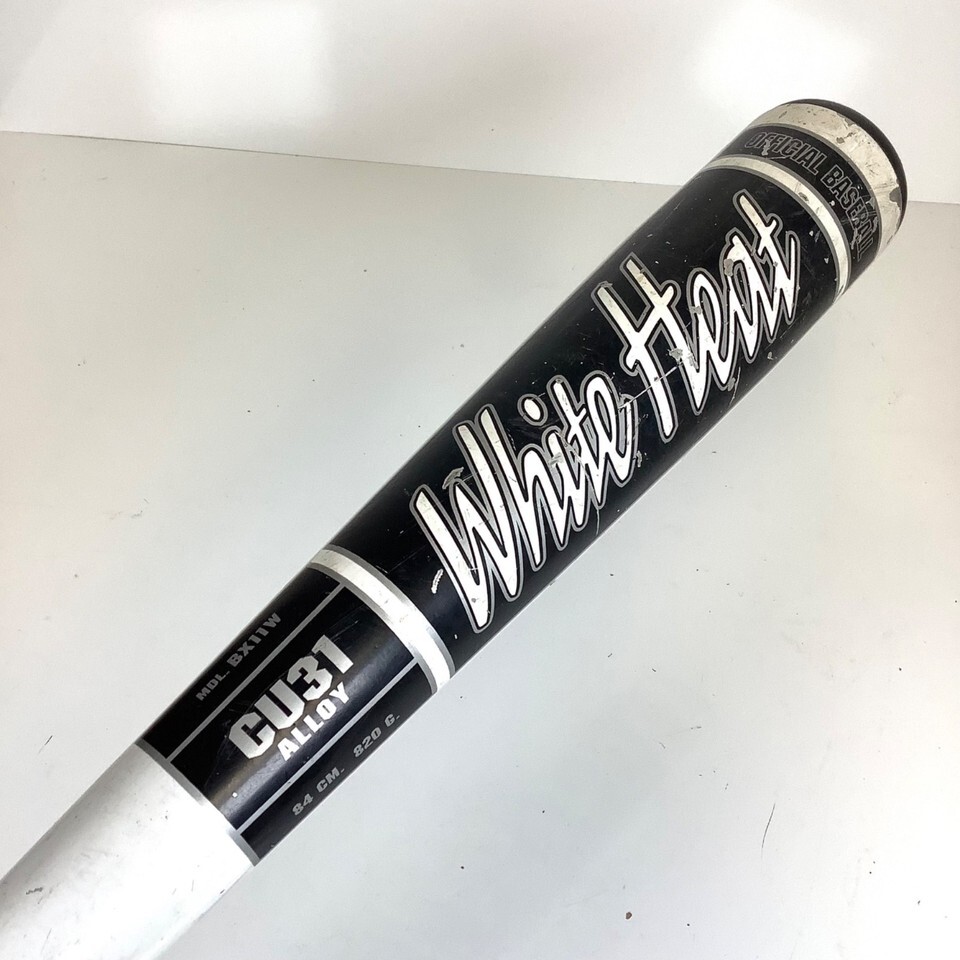 OFFICIAL BASEBALL
White Heat
MDL. BX11W
CU31
ALLOY
84 CM. 820 G.